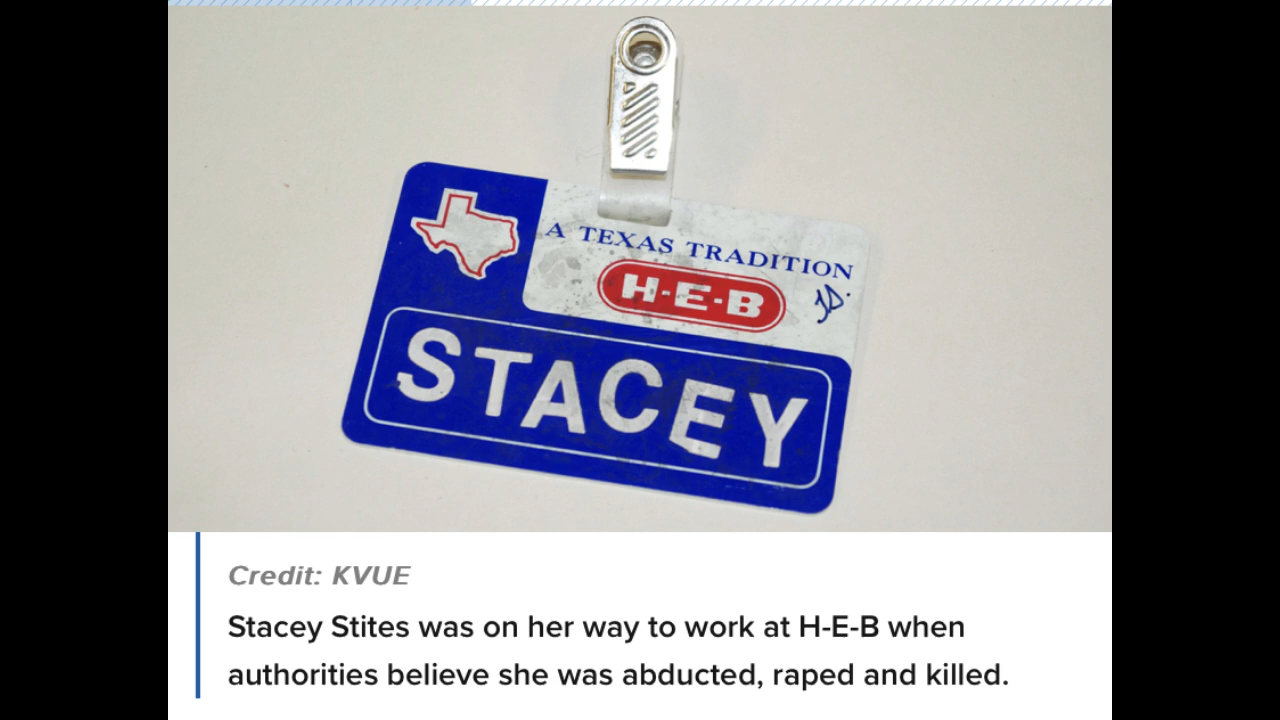 A TEXAS TRADITION
H-E-B
STACEY
Credit: KVUE
Stacey Stites was on her way to work at H-E-B when
authorities believe she was abducted, raped and killed.